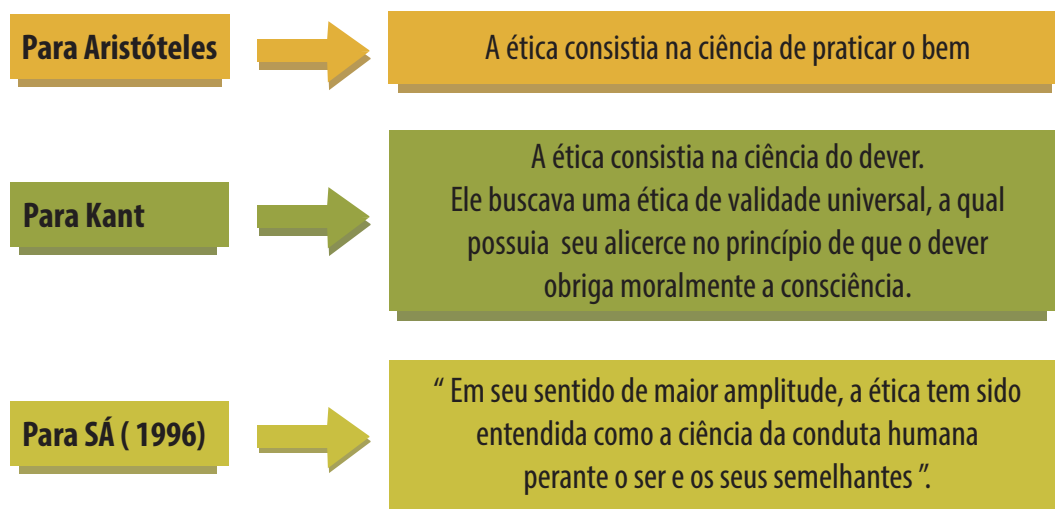 Para Aristóteles
A ética consistia na ciência de praticar o bem
Para Kant
A ética consistia na ciência do dever.
Ele buscava uma ética de validade universal, a qual
possuia seu alicerce no princípio de que o dever
obriga moralmente a consciência.
Para SÁ ( 1996)
“ Em seu sentido de maior amplitude, a ética tem sido
entendida como a ciência da conduta humana
perante o ser e os seus semelhantes ”.